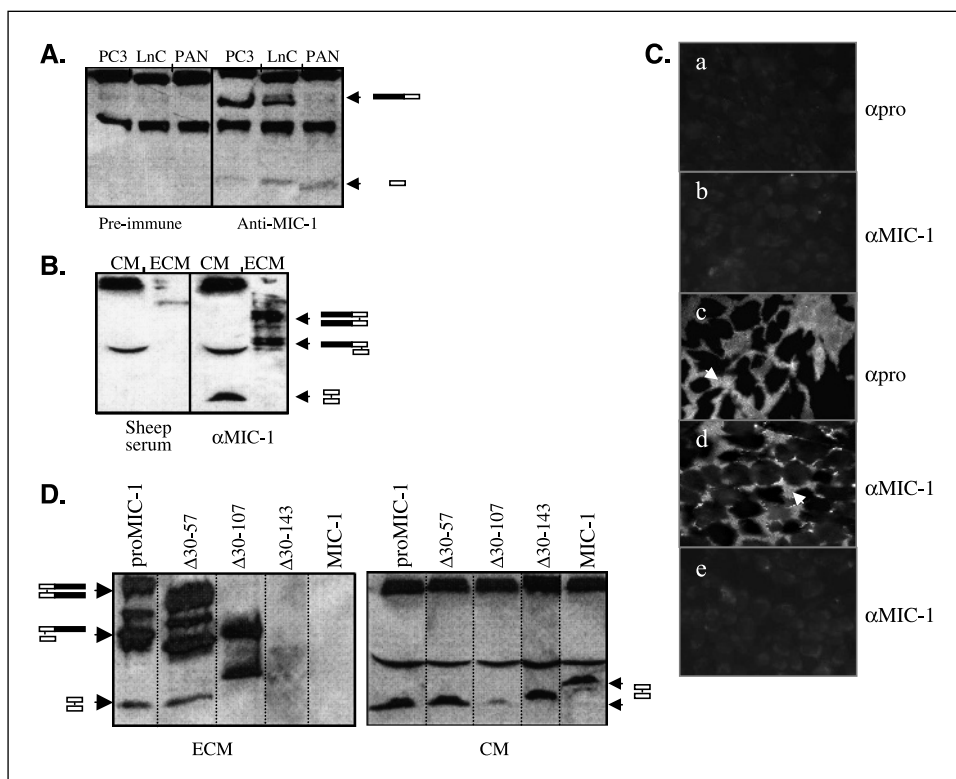 A.
PC3 LnC PAN PC3 LnC PAN
Pre-immune Anti-MIC-1
B.
CM ECM CM ECM
Sheep serum
αMIC-1
C.
a
αpro
b
αMIC-1
c
αpro
d
αMIC-1
e
αMIC-1
D.
proMIC-1 Δ30-57 Δ30-107 Δ30-143 MIC-1
proMIC-1 Δ30-57 Δ30-107 Δ30-143 MIC-1
ECM CM